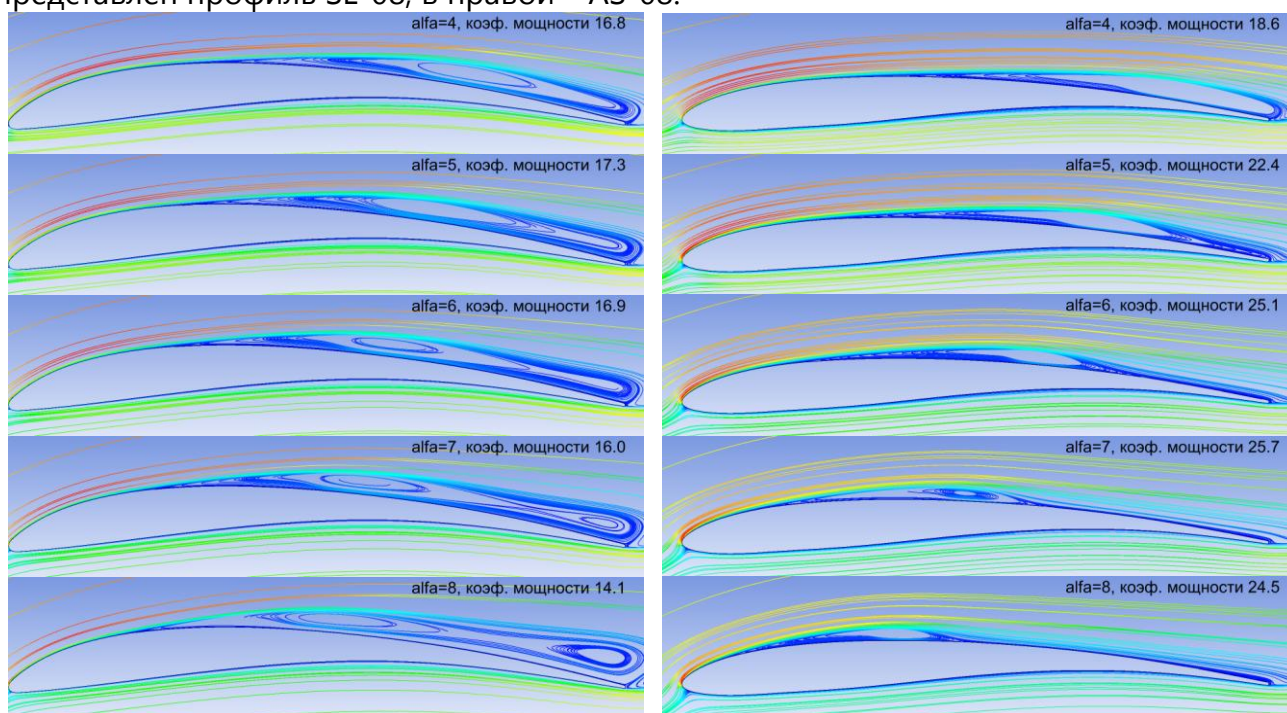 представлен профиль в правой
alfa=4, коэф. мощности 16.8
alfa=4, коэф. мощности 18.6
alfa=5, коэф. мощности 17.3
alfa=5, коэф. мощности 22.4
alfa=6, коэф. мощности 16.9
alfa=6, коэф. мощности 25.1
alfa=7, коэф. мощности 16.0
alfa=7, коэф. мощности 25.7
alfa=8, коэф. мощности 14.1
alfa=8, коэф. мощности 24.5